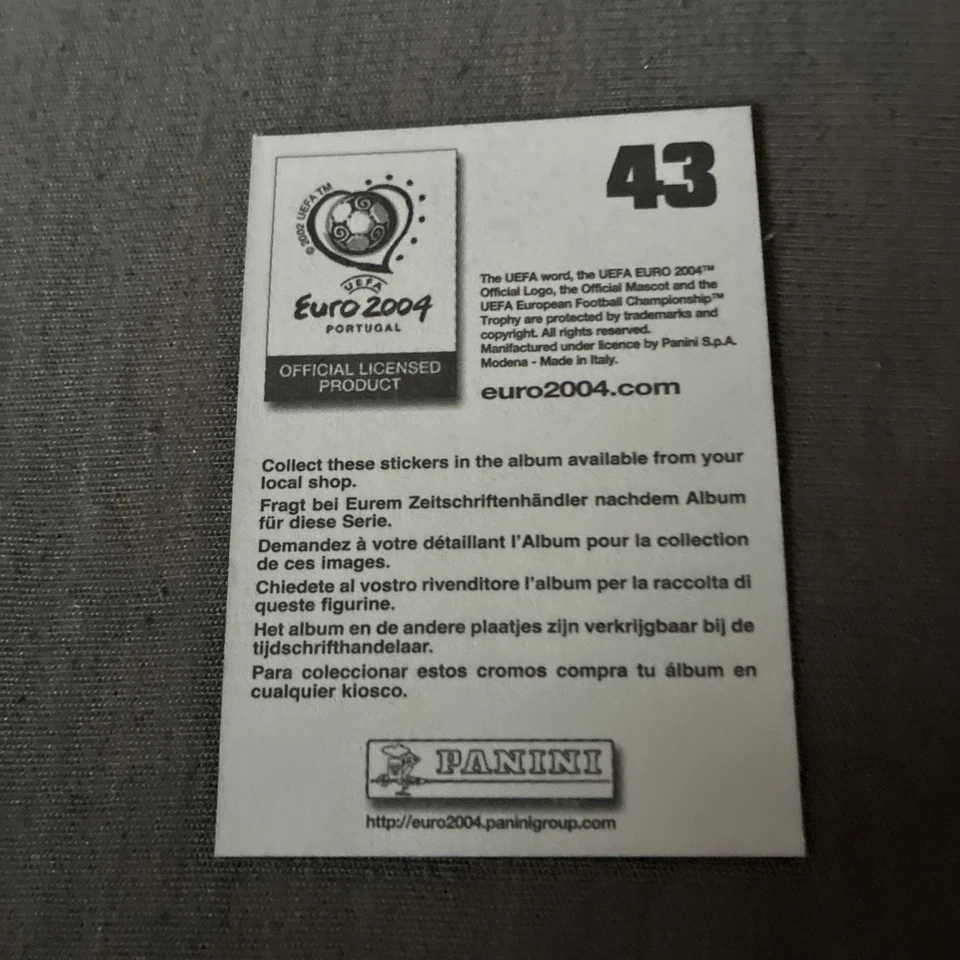 43
© 2002 UEFA TM
UEFA
Euro 2004
PORTUGAL
OFFICIAL LICENSED
PRODUCT
The UEFA word, the UEFA EURO 2004™
Official Logo, the Official Mascot and the
UEFA European Football Championship™
Trophy are protected by trademarks and
copyright. All rights reserved.
Manifactured under licence by Panini S.p.A.
Modena - Made in Italy.
euro2004.com
Collect these stickers in the album available from your
local shop.
Fragt bei Eurem Zeitschriftenhändler nachdem Album
für diese Serie.
Demandez à votre détaillant l'Album pour la collection
de ces images.
Chiedete al vostro rivenditore l'album per la raccolta di
queste figurine.
Het album en de andere plaatjes zijn verkrijgbaar bij de
tijdschrifthandelaar.
Para coleccionar estos cromos compra tu álbum en
cualquier kiosco.
PANINI
http://euro2004.paninigroup.com